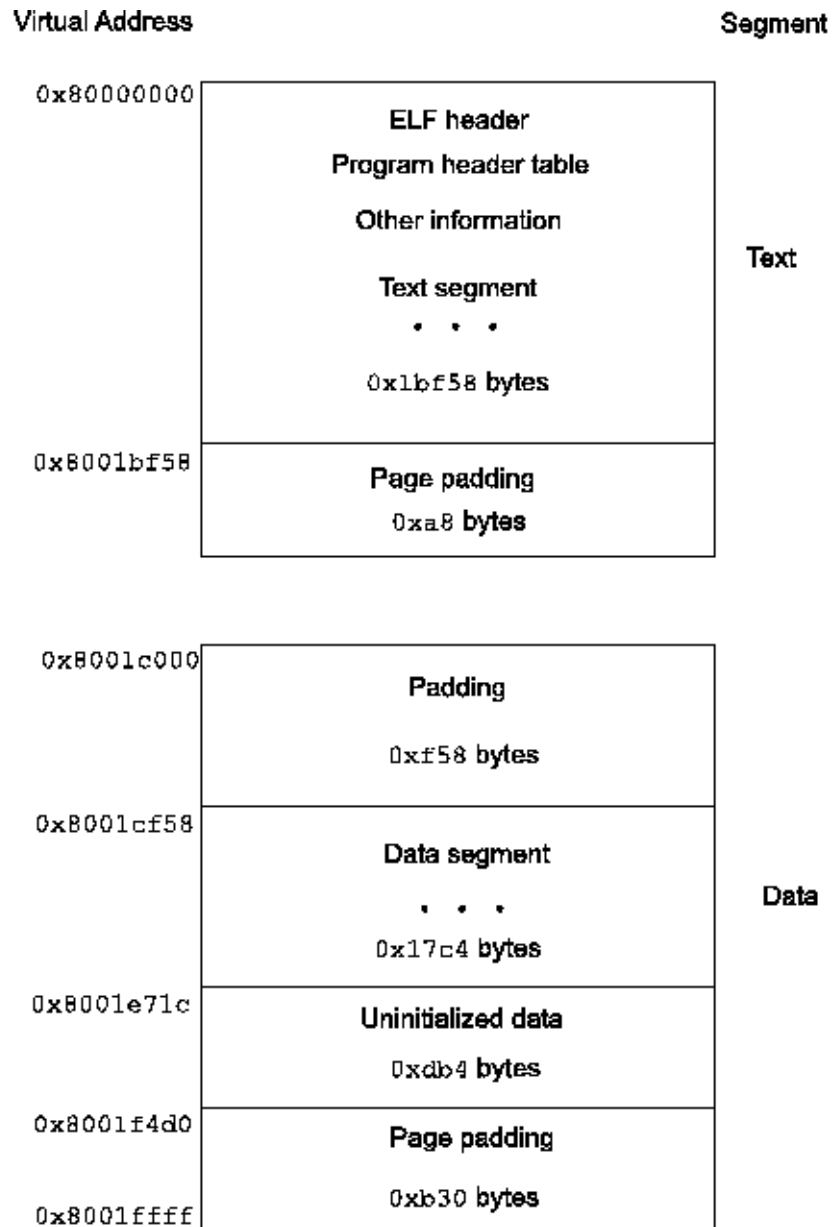 Virtual Address Segment
0x80000000
ELF header
Program header table
Other information
Text
Text segment
. . .
0x1bf58 bytes
0x8001bf58
Page padding
0xa8 bytes
0x8001c000
Padding
0xf58 bytes
0x8001cf58
Data segment
Data
. . .
0x17c4 bytes
0x8001e71c
Uninitialized data
0xdb4 bytes
0x8001f4d0
Page padding
0xb30 bytes
0x8001ffff